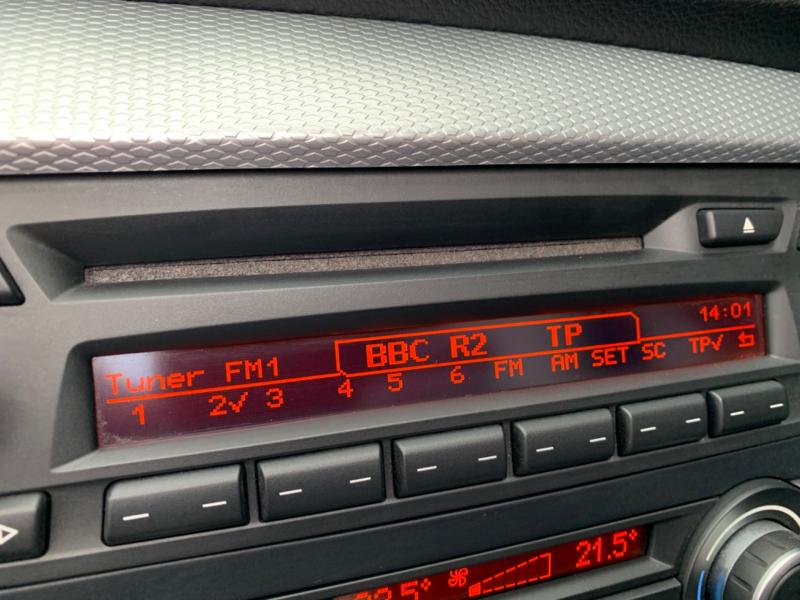 Tuner FM1 BBC R2 TP 14:01
1 2✓ 3 4 5 6 FM AM SET SC TP✓
21.5°